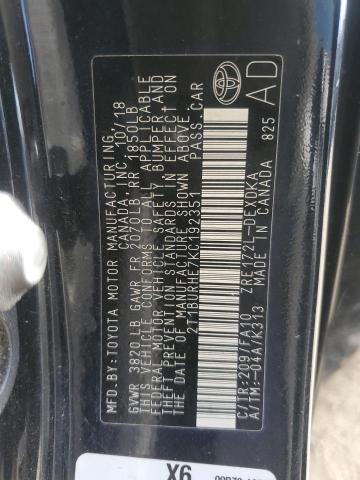 MFD. BY: TOYOTA MOTOR MANUFACTURING,
CANADA, INC. 10/18
GVWR 3820 LB GAWR FR 2070LB RR 1850LB
THIS VEHICLE CONFORMS TO ALL APPLICABLE
FEDERAL MOTOR VEHICLE SAFETY, BUMPER AND
THEFT PREVENTION STANDARDS IN EFFECT ON
THE DATE OF MANUFACTURE SHOWN ABOVE.
PASS. CAR
C/TR: 209/FA10 ZRE172L-DEXQKA
A/TM: -04A/K313 MADE IN CANADA 825
AD
X6